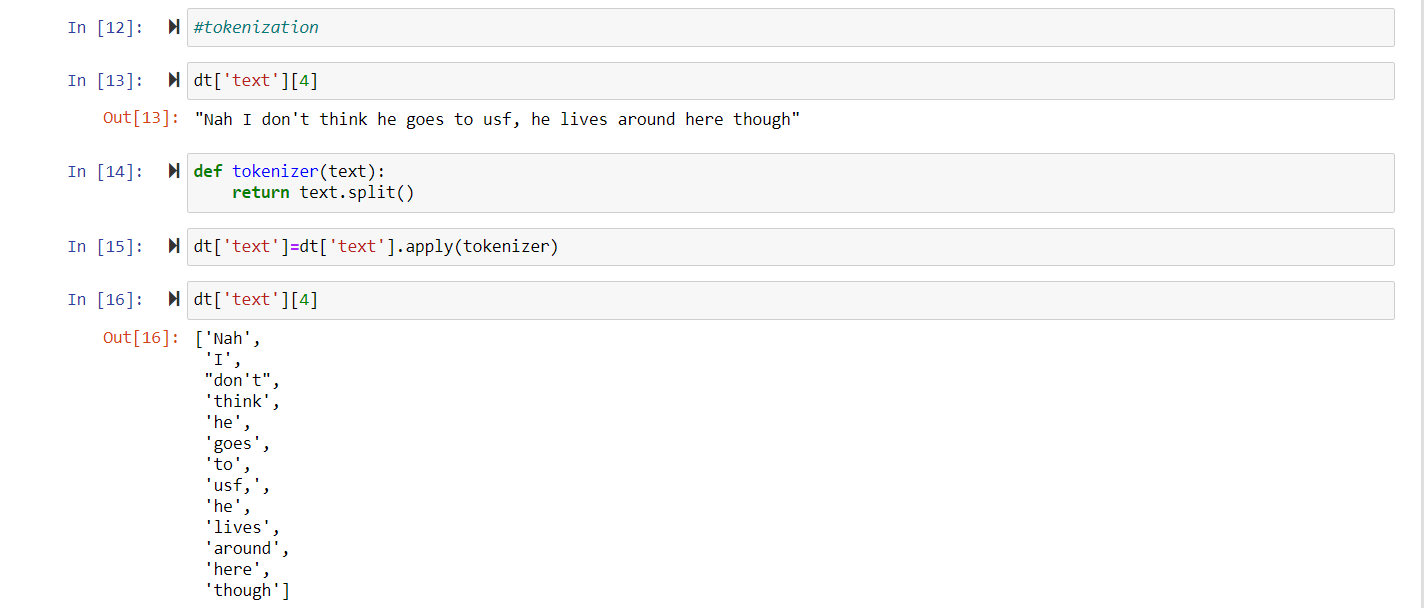 In [12]: #tokenization
In [13]: dt['text'][4]
Out[13]: "Nah I don't think he goes to usf, he lives around here though"
In [14]: def tokenizer(text):
    return text.split()
In [15]: dt['text']=dt['text'].apply(tokenizer)
In [16]: dt['text'][4]
Out[16]: ['Nah',
 'I',
 "don't",
 'think',
 'he',
 'goes',
 'to',
 'usf,',
 'he',
 'lives',
 'around',
 'here',
 'though']